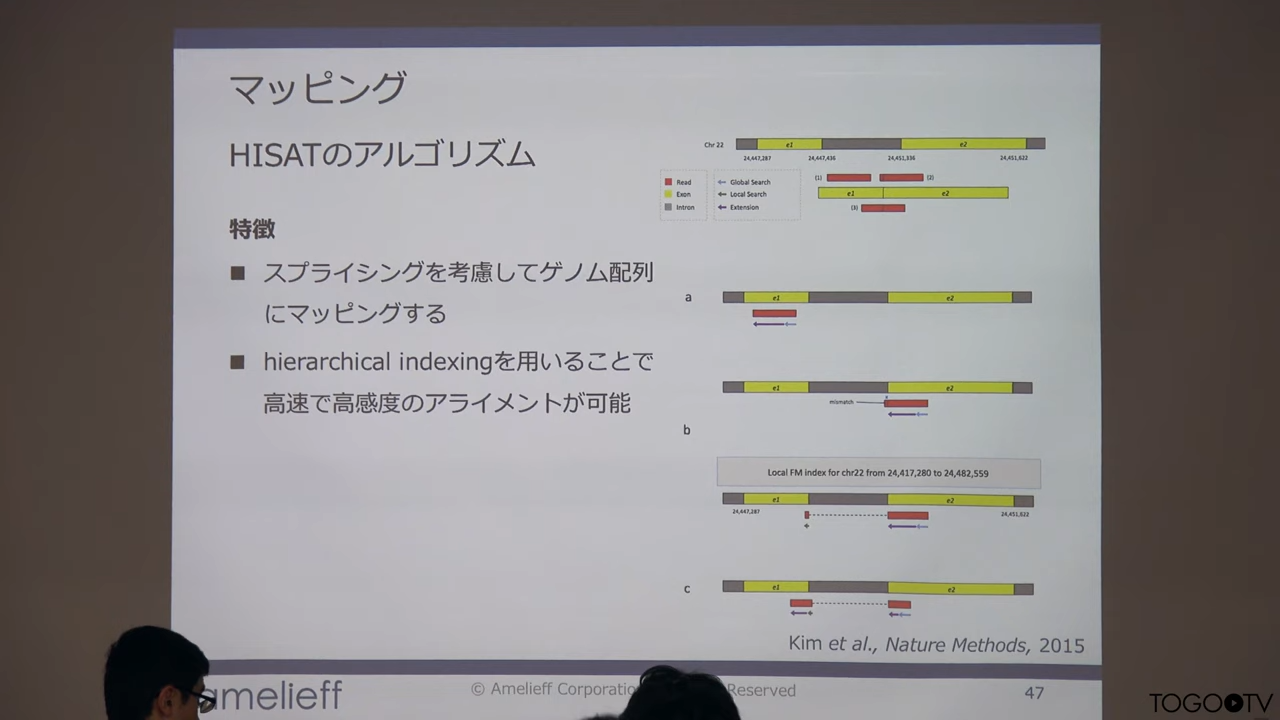 マッピング
HISATのアルゴリズム
特徴
■ スプライシングを考慮してゲノム配列
にマッピングする
■ hierarchical indexingを用いることで
高速で高感度のアライメントが可能
Chr 22
e1
e2
24,447,287
24,447,436
24,451,336
24,451,622
Read
Exon
Intron
Global Search
Local Search
Extension
(1)
(2)
e1
e2
(3)
a
e1
e2
e1
e2
mismatch
b
Local FM index for chr22 from 24,417,280 to 24,482,559
e1
e2
24,447,287
24,451,622
c
e1
e2
Kim et al., Nature Methods, 2015
amelieff
© Amelieff Corporatio
Reserved
47
TOGOTV